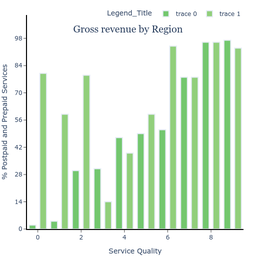 Legend_Title trace 0 trace 1
Gross revenue by Region
% Postpaid and Prepaid Services
98
84
70
56
42
28
14
0
0 2 4 6 8
Service Quality